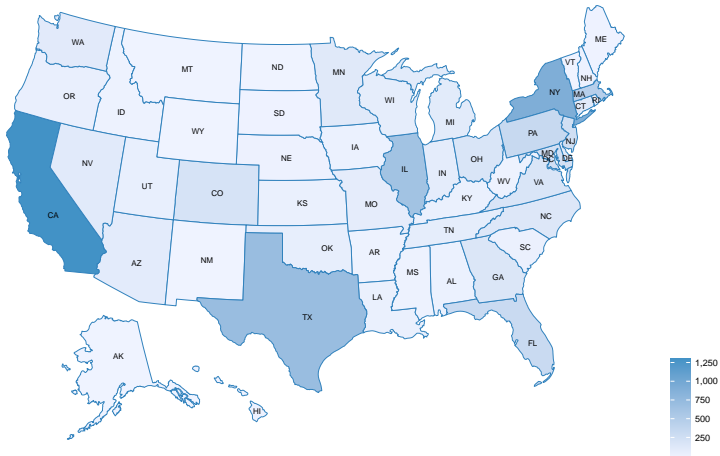 ME
WA
VT
ND
MT
MN
NH
OR
NY
MA
WI
RI
CT
ID
SD
MI
WY
PA
NJ
IA
MD
NE
OH
DE
DC
NV
IL
IN
UT
WV
VA
CO
KY
KS
MO
CA
NC
TN
OK
SC
AR
NM
AZ
MS
GA
AL
LA
TX
FL
AK
1,250
1,000
750
500
HI
250